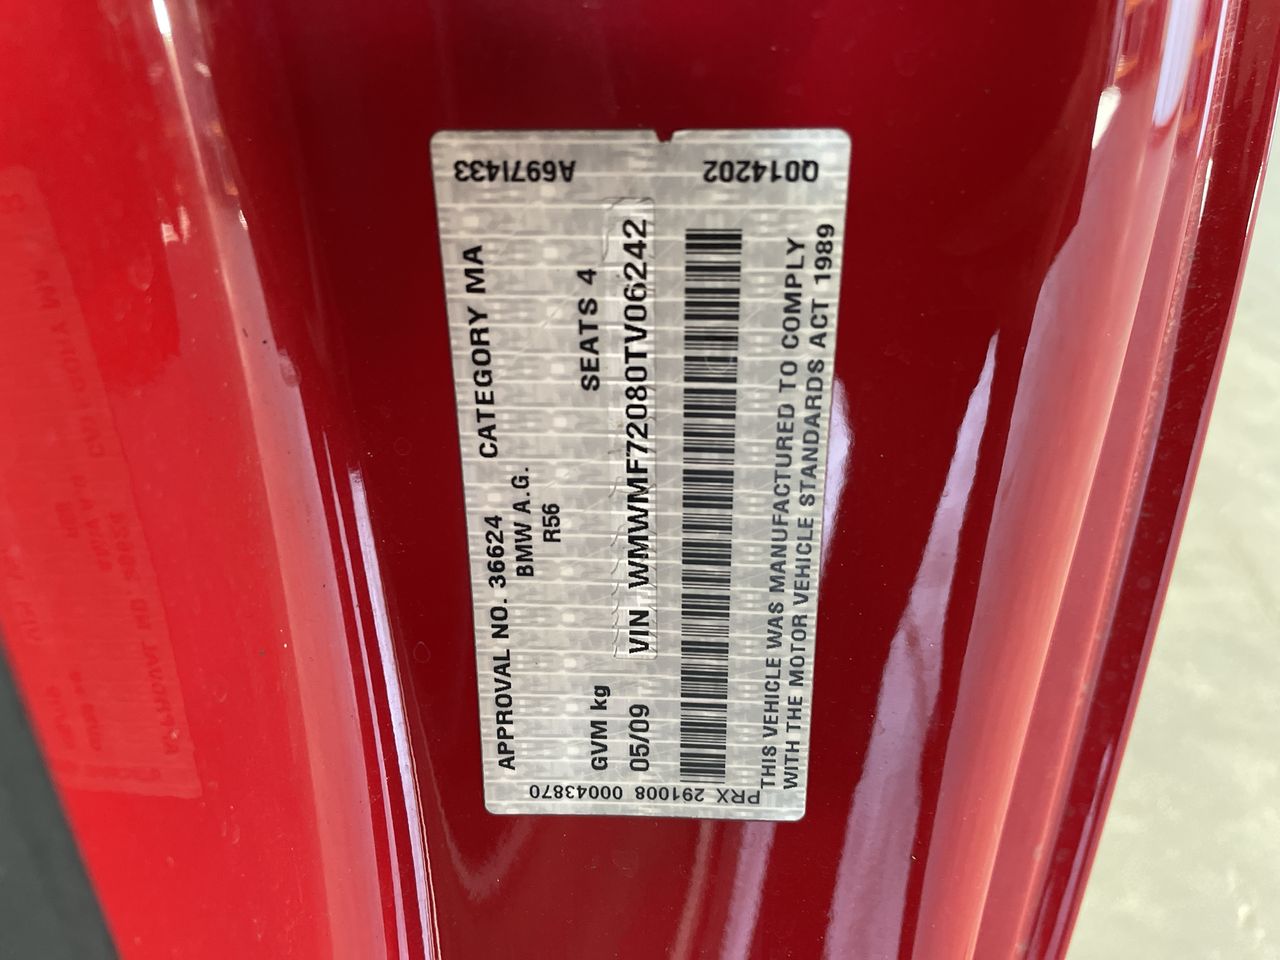 APPROVAL NO. 36624 CATEGORY MA
BMW A.G.
R56
GVM kg SEATS 4
05/09 VIN WMWMF72080TV06242
THIS VEHICLE WAS MANUFACTURED TO COMPLY
WITH THE MOTOR VEHICLE STANDARDS ACT 1989
A6971433
Q014202
PRX 291008 00043870